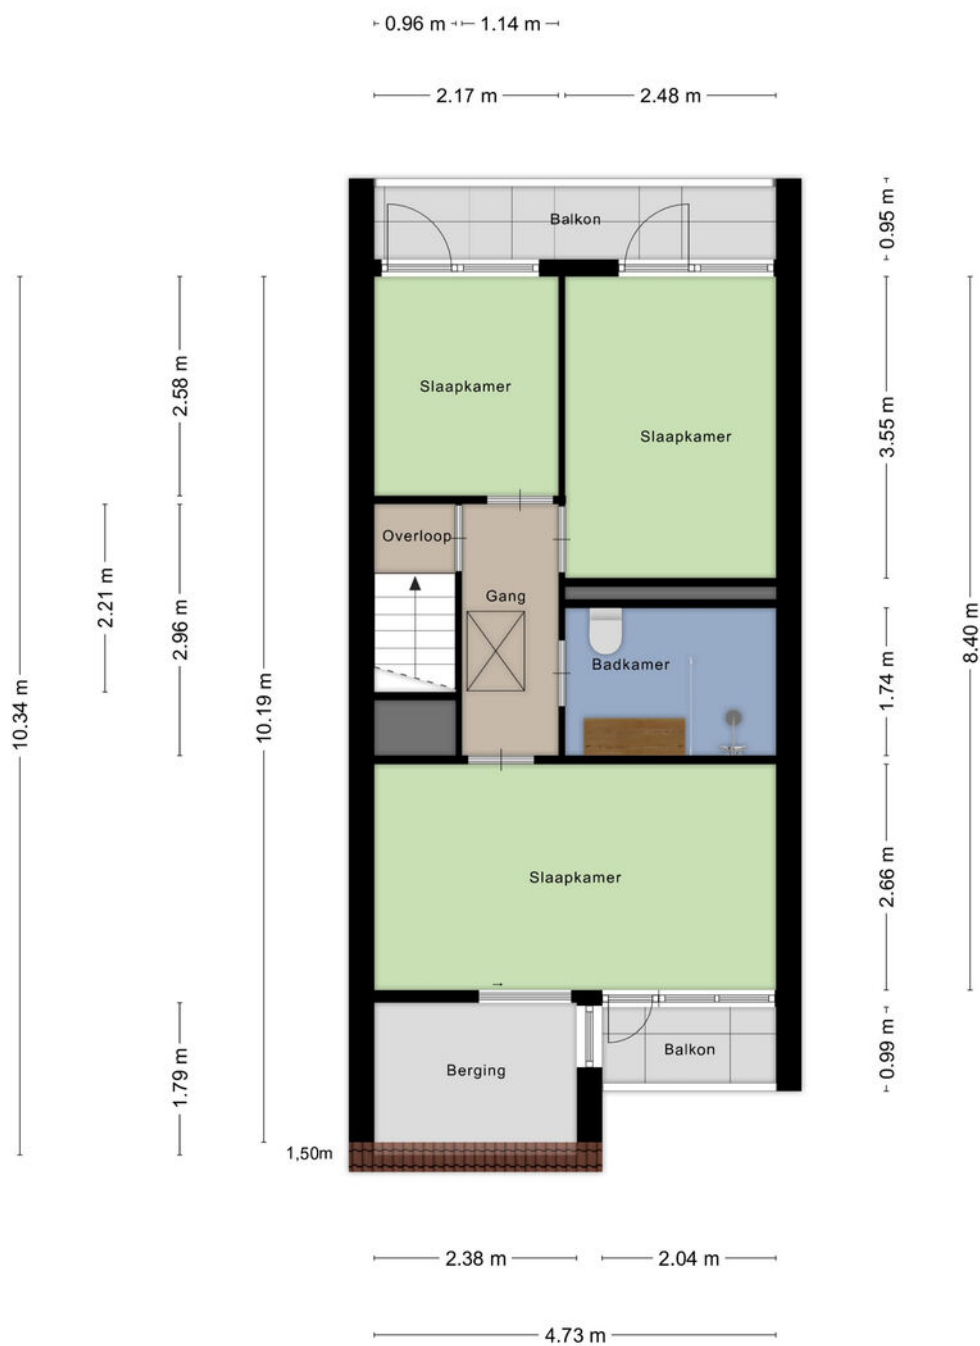 0.96 m 1.14 m
2.17 m 2.48 m
Balkon
0.95 m
Slaapkamer
2.58 m
Slaapkamer
3.55 m
Overloop
2.21 m
2.96 m
Gang
8.40 m
Badkamer
1.74 m
10.34 m
10.19 m
Slaapkamer
2.66 m
Balkon
0.99 m
Berging
1.79 m
1,50m
2.38 m 2.04 m
4.73 m